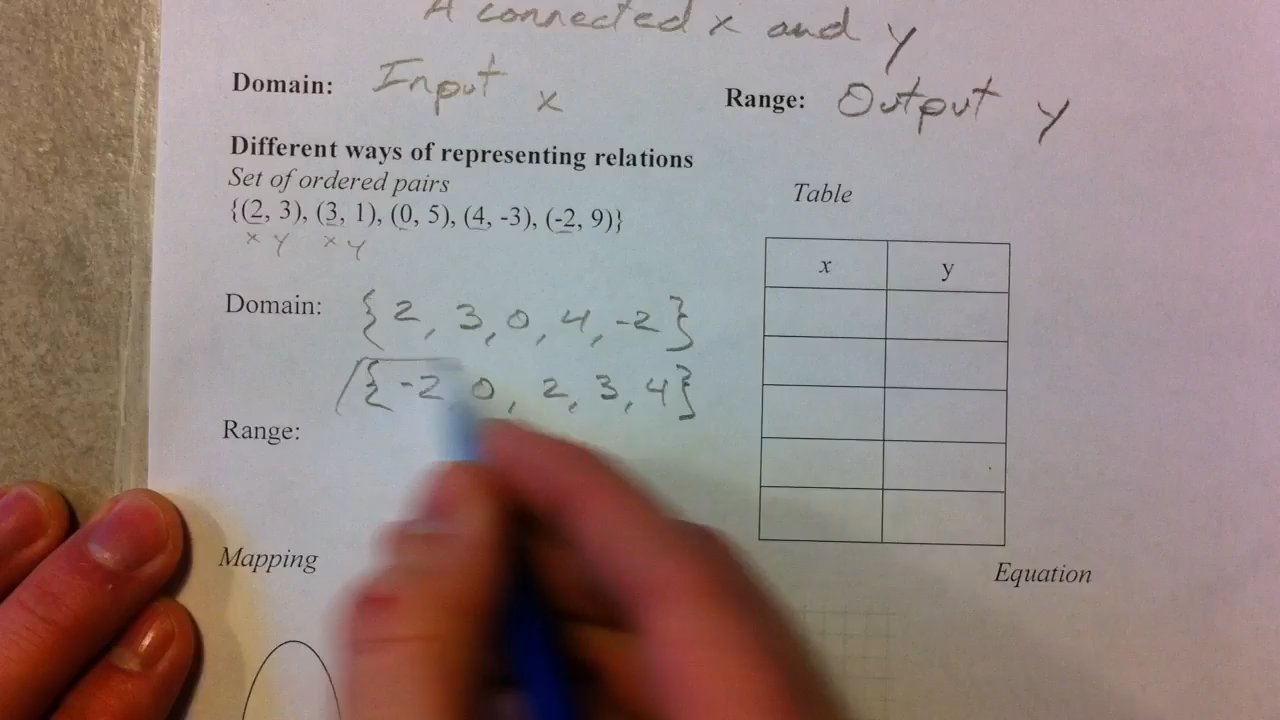 A connected x and y
Domain: Input x
Range: Output y
Different ways of representing relations
Set of ordered pairs
{(2, 3), (3, 1), (0, 5), (4, -3), (-2, 9)}
x y x y
Domain: {2, 3, 0, 4, -2}
{-2, 0, 2, 3, 4}
Range:
Mapping
Table
x y
Equation